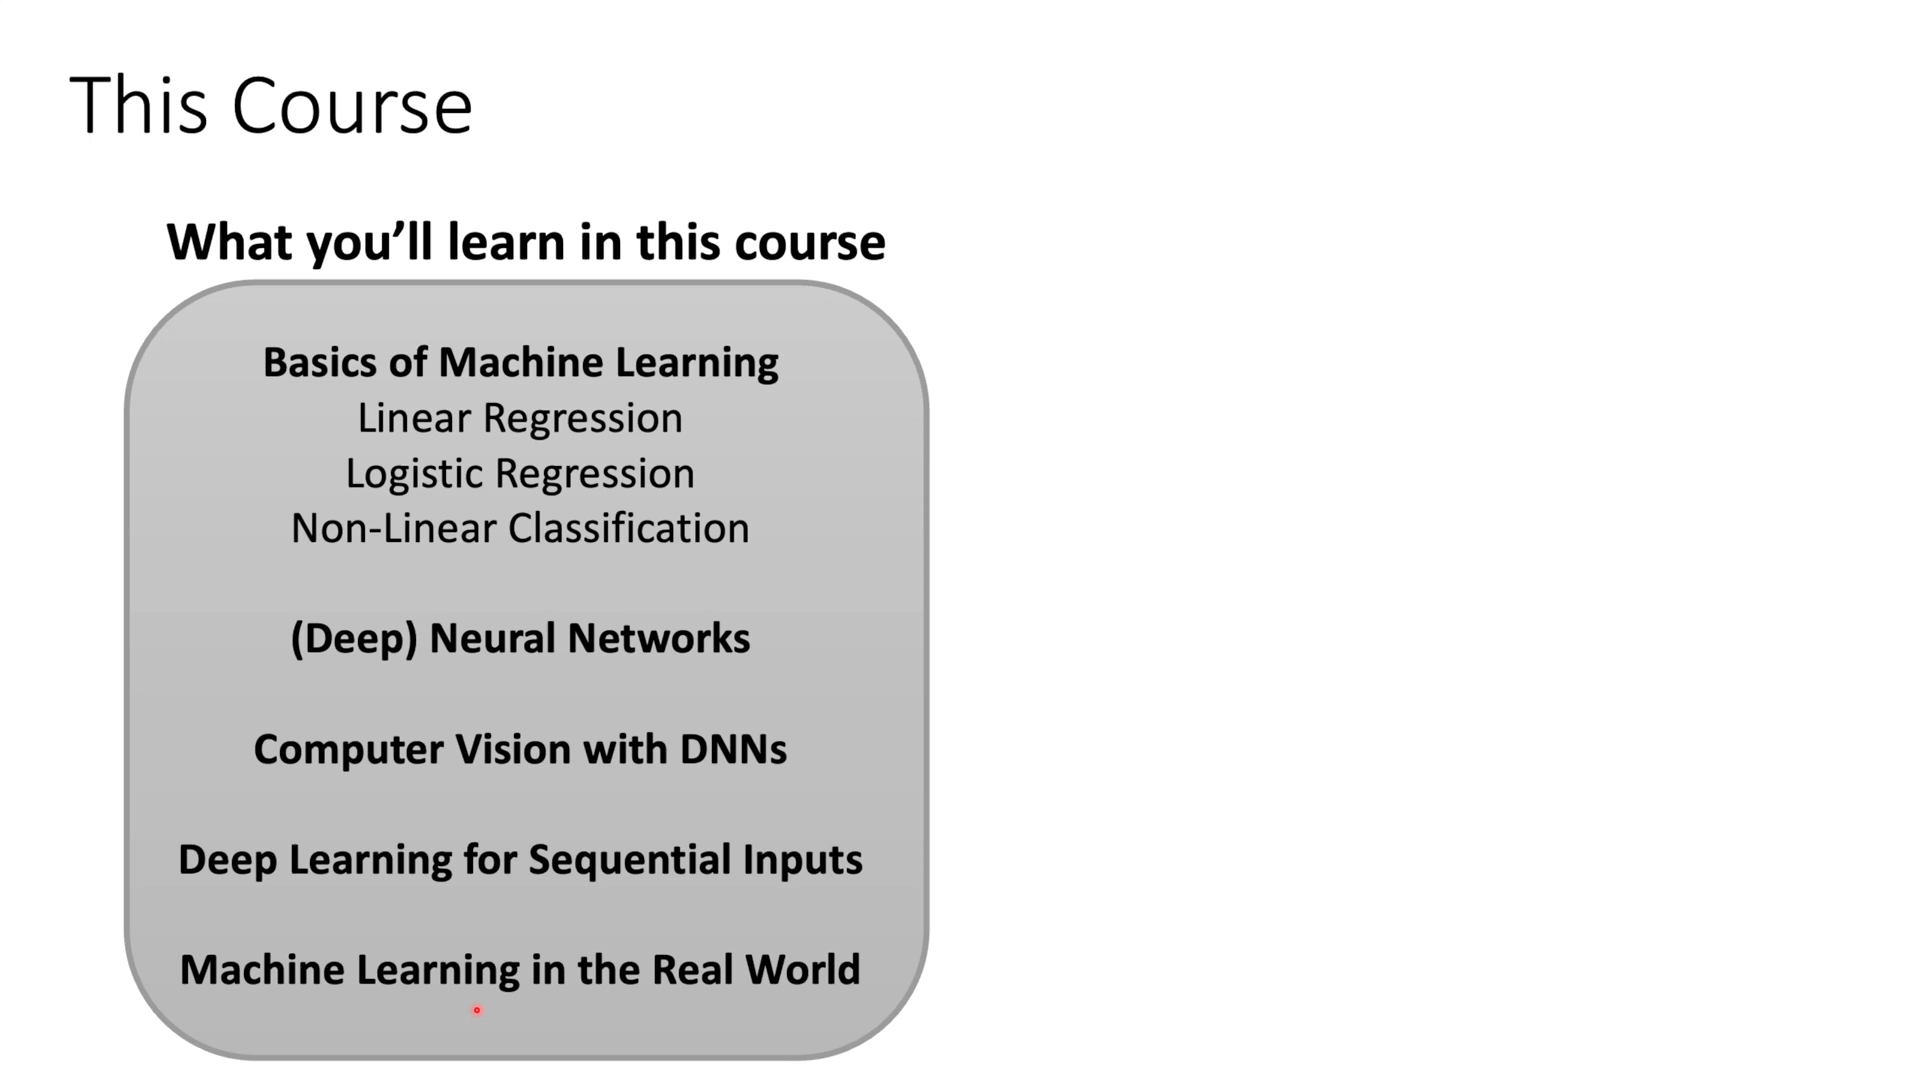 This Course
What you’ll learn in this course
Basics of Machine Learning
Linear Regression
Logistic Regression
Non-Linear Classification
(Deep) Neural Networks
Computer Vision with DNNs
Deep Learning for Sequential Inputs
Machine Learning in the Real World